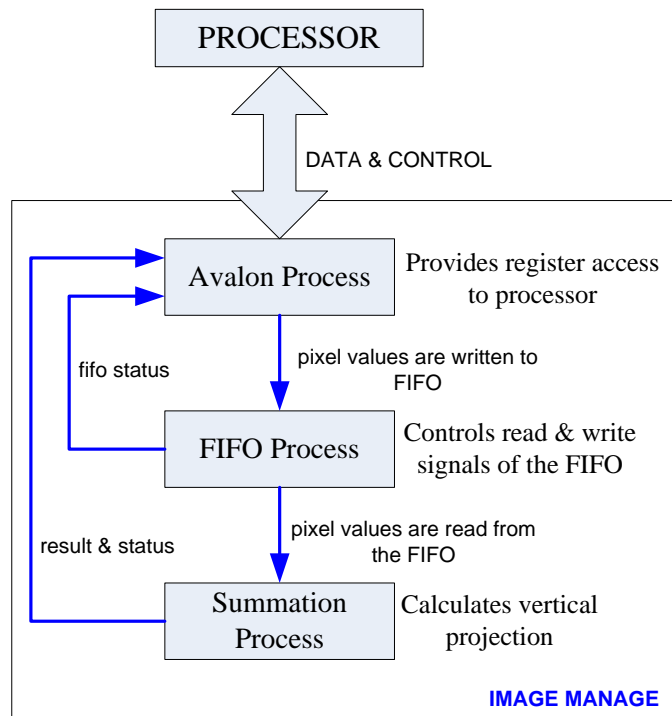 PROCESSOR
DATA & CONTROL
Avalon Process
Provides register access
to processor
fifo status
pixel values are written to
FIFO
FIFO Process
Controls read & write
signals of the FIFO
result & status
pixel values are read from
the FIFO
Summation
Process
Calculates vertical
projection
IMAGE MANAGE